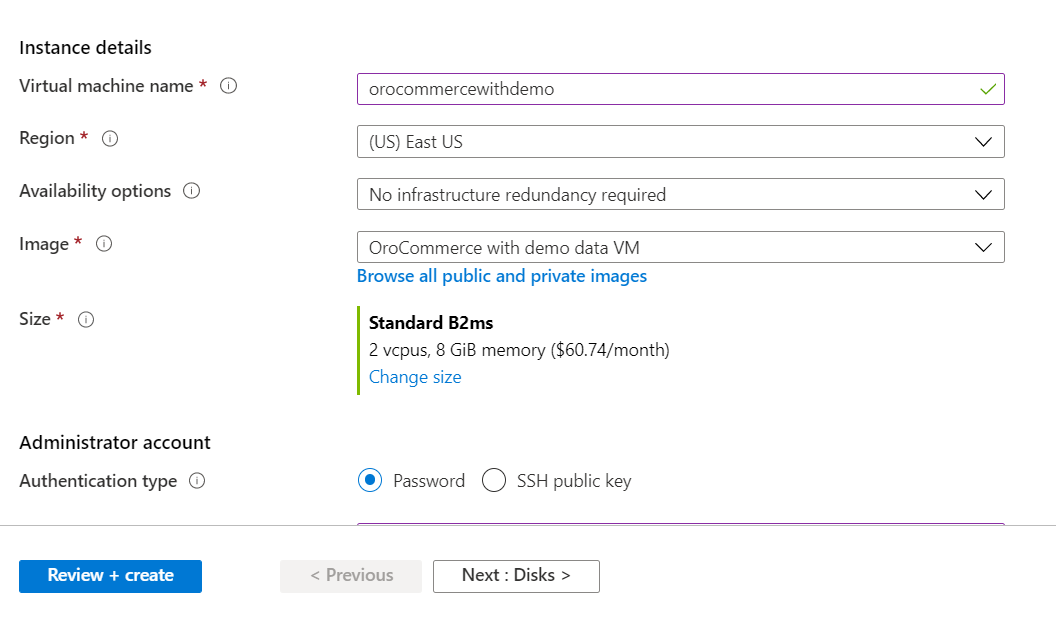 Instance details
Virtual machine name *
orocommercewithdemo
Region *
(US) East US
Availability options
No infrastructure redundancy required
Image *
OroCommerce with demo data VM
Browse all public and private images
Size *
Standard B2ms
2 vcpus, 8 GiB memory ($60.74/month)
Change size
Administrator account
Authentication type
Password
SSH public key
Review + create
< Previous
Next : Disks >